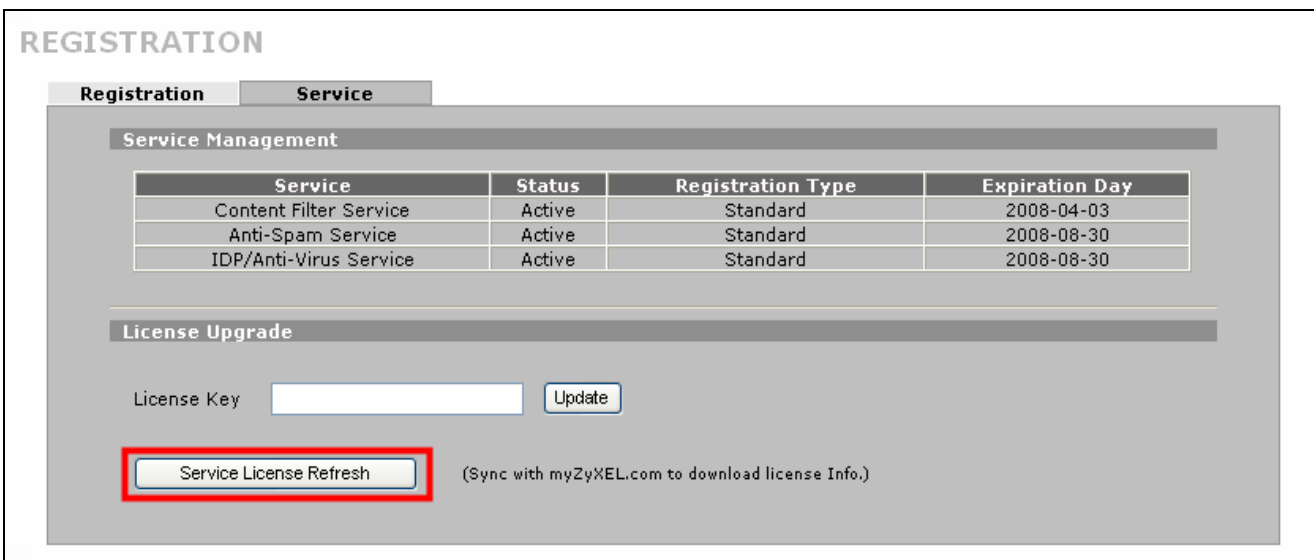 REGISTRATION
Registration Service
Service Management
Service Status Registration Type Expiration Day
Content Filter Service Active Standard 2008-04-03
Anti-Spam Service Active Standard 2008-08-30
IDP/Anti-Virus Service Active Standard 2008-08-30
License Upgrade
License Key Update
Service License Refresh (Sync with myZyXEL.com to download license Info.)